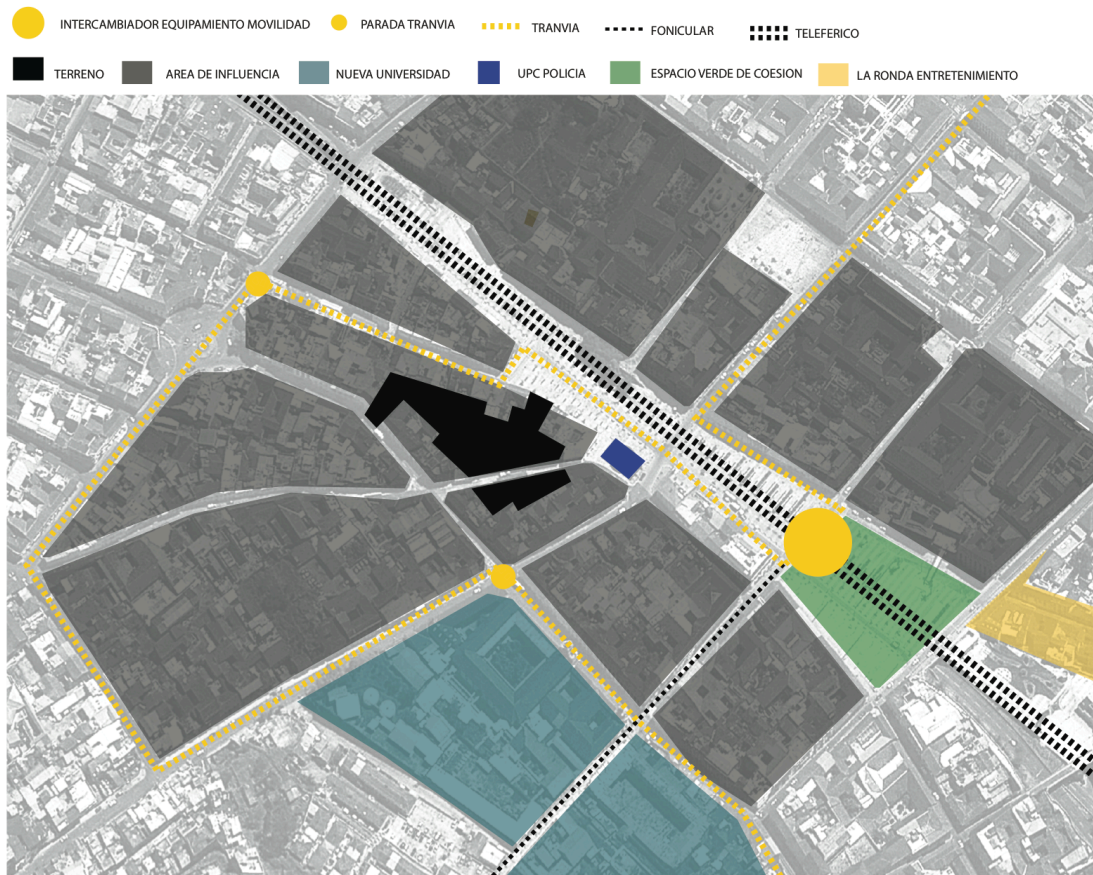 INTERCAMBIADOR EQUIPAMIENTO MOVILIDAD
PARADA TRANVIA
TRANVIA
FONICULAR
TELEFERICO
TERRENO
AREA DE INFLUENCIA
NUEVA UNIVERSIDAD
UPC POLICIA
ESPACIO VERDE DE COESION
LA RONDA ENTRETENIMIENTO